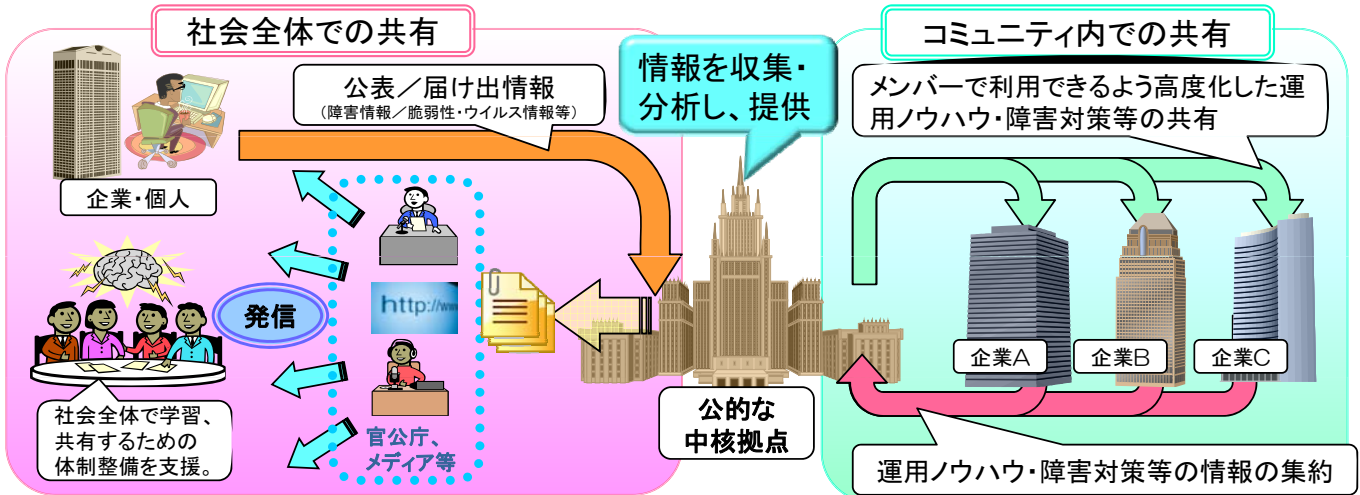 社会全体での共有
企業・個人
公表／届け出情報
（障害情報／脆弱性・ウイルス情報等）
発信
社会全体で学習、
共有するための
体制整備を支援。
http://www
官公庁、
メディア等
情報を収集・
分析し、提供
公的な
中核拠点
コミュニティ内での共有
メンバーで利用できるよう高度化した運
用ノウハウ・障害対策等の共有
企業A
企業B
企業C
運用ノウハウ・障害対策等の情報の集約